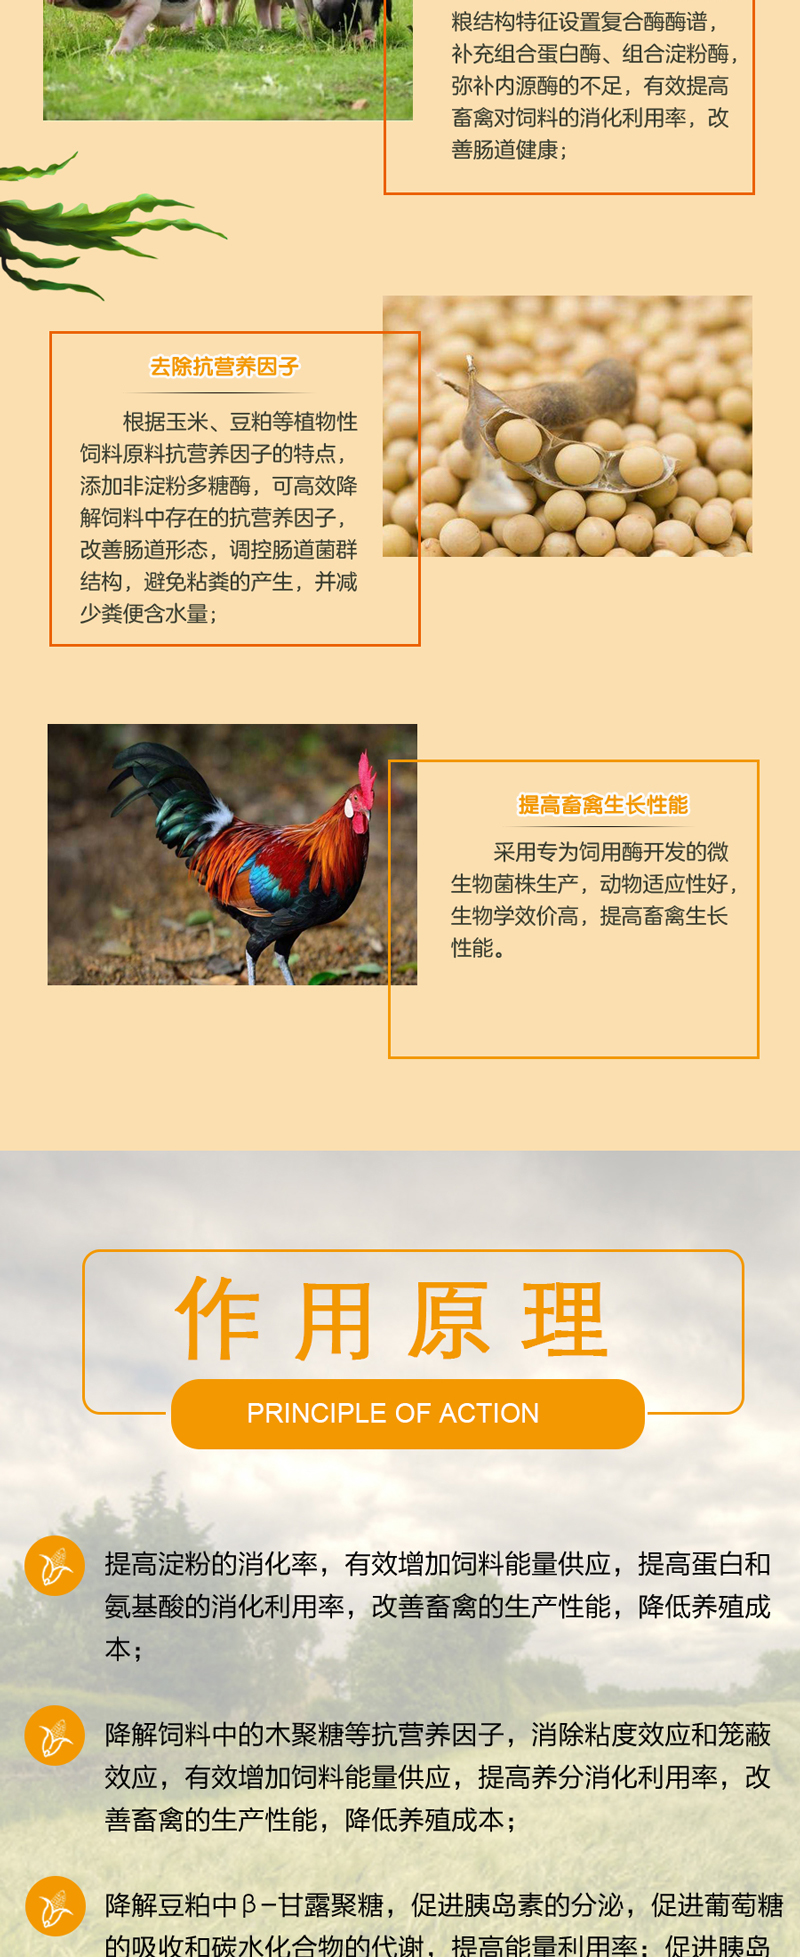 粮结构特征设置复合酶酶谱，
补充组合蛋白酶、组合淀粉酶，
弥补内源酶的不足，有效提高
畜禽对饲料的消化利用率，改
善肠道健康；
去除抗营养因子
根据玉米、豆粕等植物性
饲料原料抗营养因子的特点，
添加非淀粉多糖酶，可高效降
解饲料中存在的抗营养因子，
改善肠道形态，调控肠道菌群
结构，避免粘粪的产生，并减
少粪便含水量；
提高畜禽生长性能
采用专为饲用酶开发的微
生物菌株生产，动物适应性好，
生物学效价高，提高畜禽生长
性能。
作用原理
PRINCIPLE OF ACTION
提高淀粉的消化率，有效增加饲料能量供应，提高蛋白和
氨基酸的消化利用率，改善畜禽的生产性能，降低养殖成
本；
降解饲料中的木聚糖等抗营养因子，消除粘度效应和笼蔽
效应，有效增加饲料能量供应，提高养分消化利用率，改
善畜禽的生产性能，降低养殖成本；
降解豆粕中β-甘露聚糖，促进胰岛素的分泌，促进葡萄糖
的吸收和碳水化合物的代谢，提高能量利用率；促进胰岛